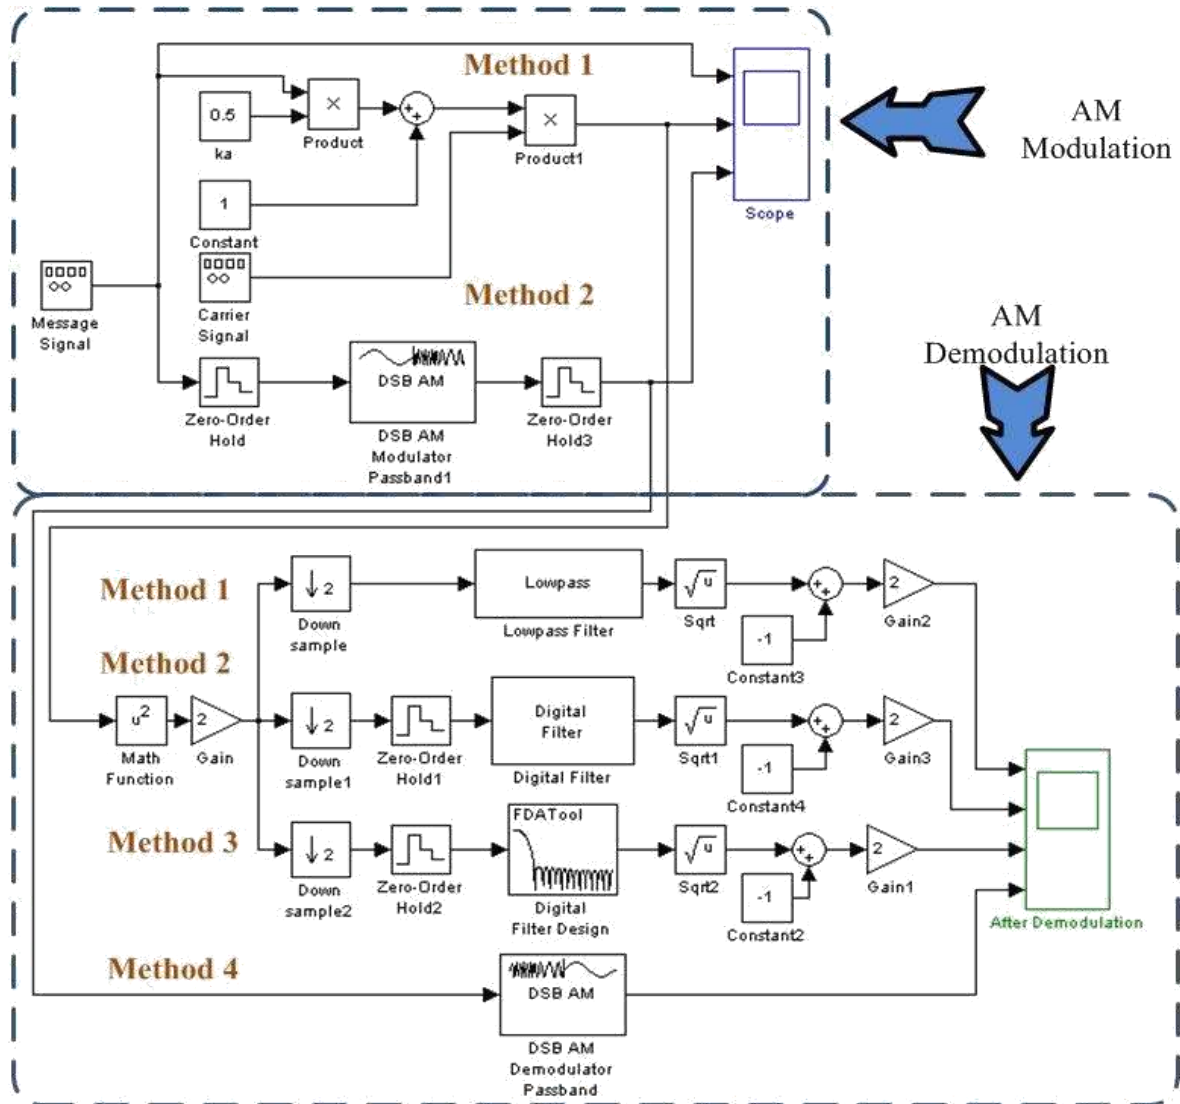 Method 1
AM
Modulation
0.5
ka
×
Product
+
+
×
Product1
Scope
1
Constant
Message
Signal
Carrier
Signal
Method 2
AM
Demodulation
Zero-Order
Hold
DSB AM
DSB AM
Modulator
Passband1
Zero-Order
Hold3
Method 1
↓2
Down
sample
Lowpass
Lowpass Filter
√u
Sqrt
+
+
-1
Constant3
2
Gain2
Method 2
u²
Math
Function
2
Gain
↓2
Down
sample1
Zero-Order
Hold1
Digital
Filter
Digital Filter
√u
Sqrt1
+
+
-1
Constant4
2
Gain3
Method 3
↓2
Down
sample2
Zero-Order
Hold2
FDATool
Digital
Filter Design
√u
Sqrt2
+
+
-1
Constant2
2
Gain1
After Demodulation
Method 4
DSB AM
DSB AM
Demodulator
Passband